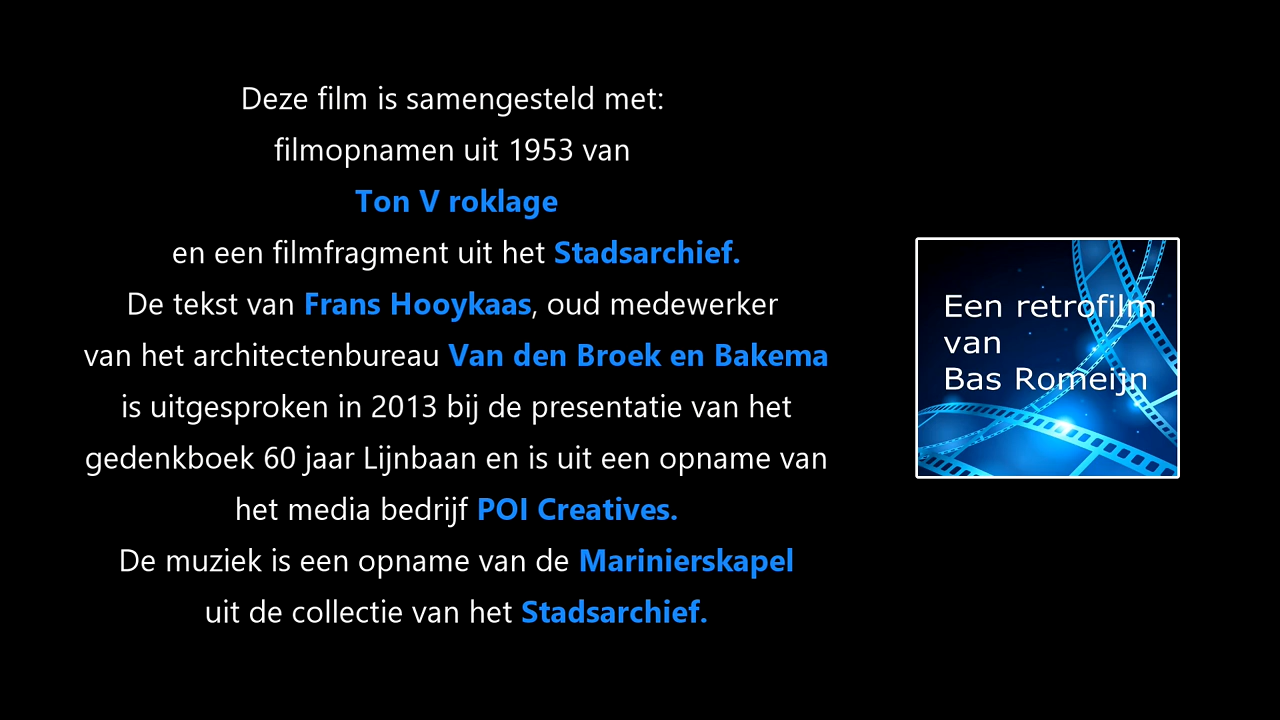 Deze film is samengesteld met:
filmopnamen uit 1953 van
Ton V roklage
en een filmfragment uit het Stadsarchief.
De tekst van Frans Hooykaas, oud medewerker
van het architectenbureau Van den Broek en Bakema
is uitgesproken in 2013 bij de presentatie van het
gedenkboek 60 jaar Lijnbaan en is uit een opname van
het media bedrijf POI Creatives.
De muziek is een opname van de Marinierskapel
uit de collectie van het Stadsarchief.
Een retrofilm
van
Bas Romeijn